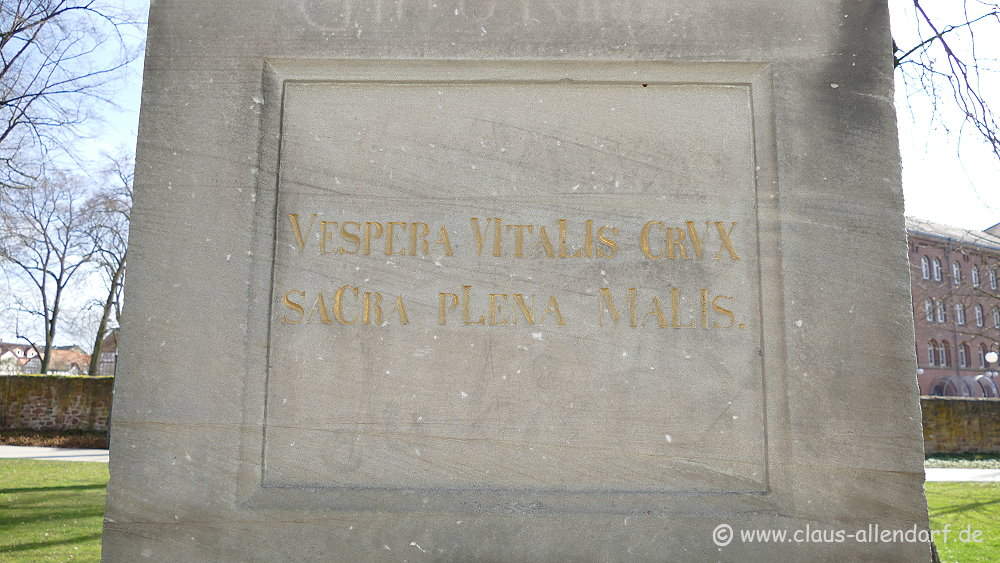 VESPERA VITALIS CRVX
SACRA PLENA MALIS.
© www.claus-allendorf.de